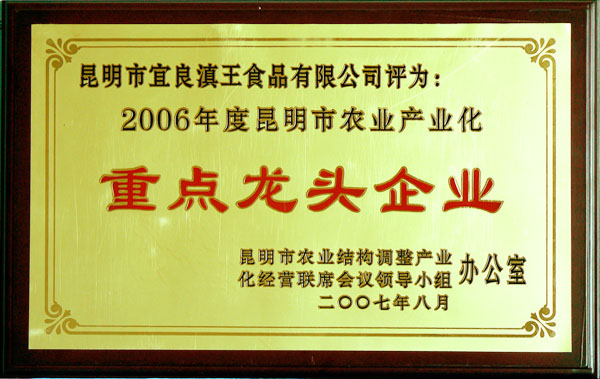 昆明市宜良滇王食品有限公司评为：
2006年度昆明市农业产业化
重点龙头企业
昆明市农业结构调整产业
化经营联席会议领导小组 办公室
二〇〇七年八月